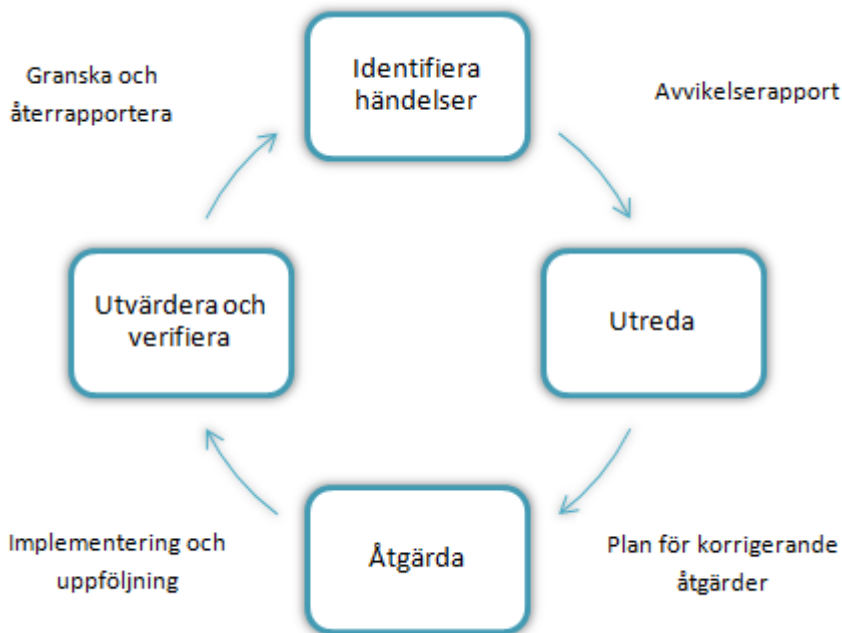 Identifiera
händelser
Granska och
återrapportera
Avvikelserapport
Utvärdera och
verifiera
Utreda
Åtgärda
Implementering och
uppföljning
Plan för korrigerande
åtgärder